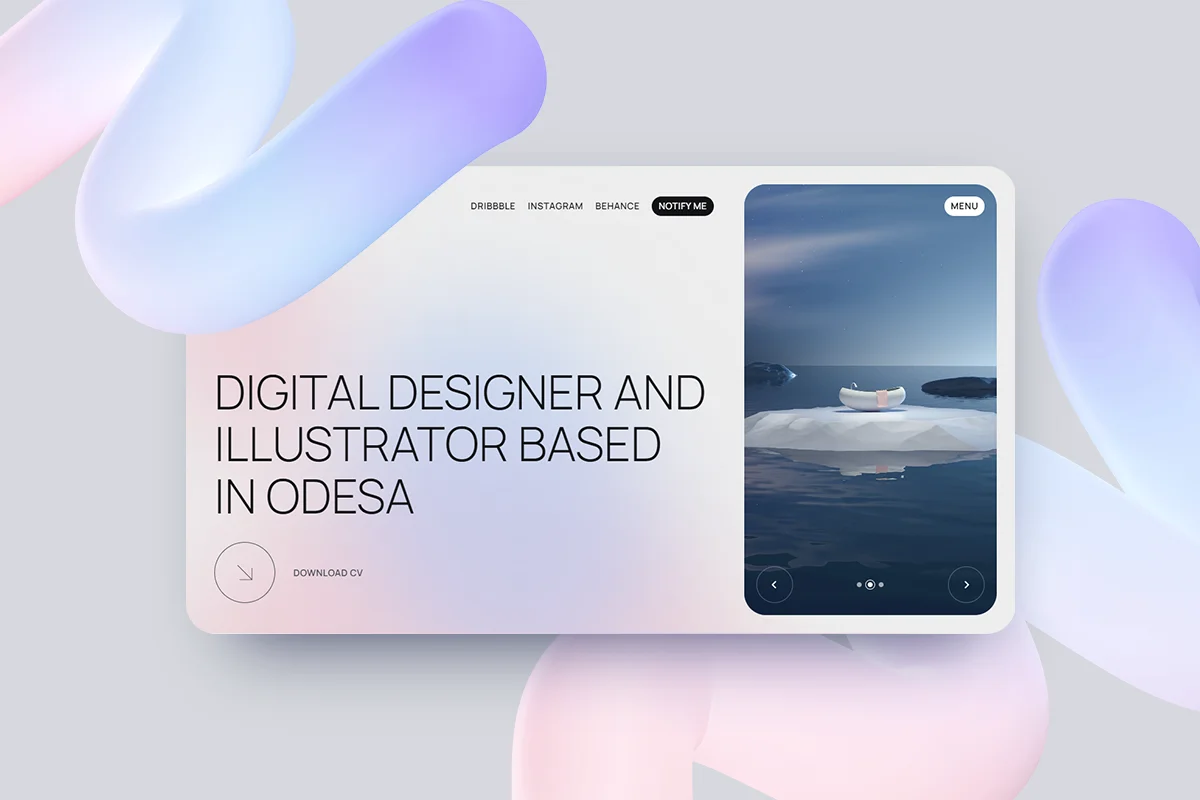 DRIBBBLE INSTAGRAM BEHANCE NOTIFY ME
MENU
DIGITAL DESIGNER AND
ILLUSTRATOR BASED
IN ODESA
DOWNLOAD CV